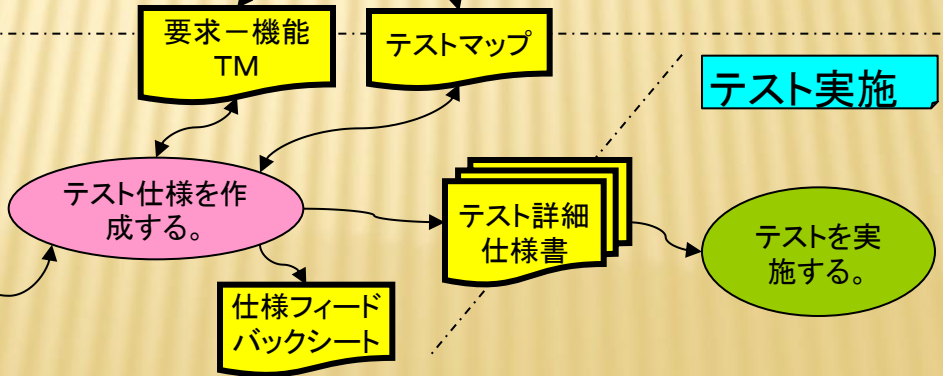 要求－機能
TM
テストマップ
テスト実施
テスト仕様を作
成する。
テスト詳細
仕様書
テストを実
施する。
仕様フィード
バックシート